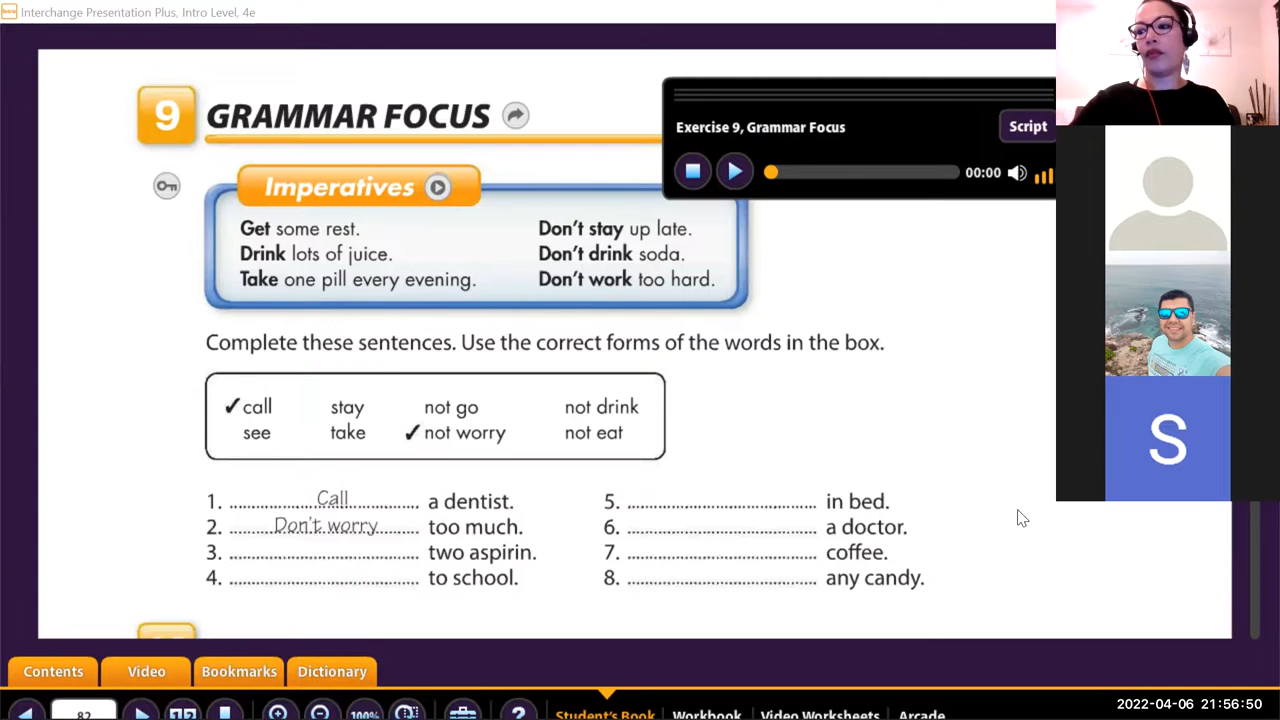 Intro Interchange Presentation Plus, Intro Level, 4e
9 GRAMMAR FOCUS
Exercise 9, Grammar Focus
Script
00:00
Imperatives
Get some rest. Don't stay up late.
Drink lots of juice. Don't drink soda.
Take one pill every evening. Don't work too hard.
Complete these sentences. Use the correct forms of the words in the box.
✓ call stay not go not drink
see take ✓ not worry not eat
1. Call a dentist.
2. Don't worry too much.
3. .................... two aspirin.
4. .................... to school.
5. .................... in bed.
6. .................... a doctor.
7. .................... coffee.
8. .................... any candy.
S
Contents Video Bookmarks Dictionary
82 100% ? Student's Book Workbook Video Worksheets Arcade
2022-04-06 21:56:50